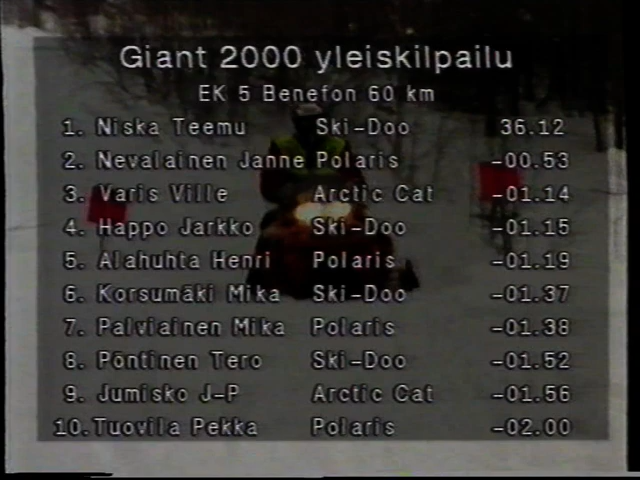 Giant 2000 yleiskilpailu
EK 5 Benefon 60 km
1. Niska Teemu Ski-Doo 36.12
2. Nevalainen Janne Polaris -00.53
3. Varis Ville Arctic Cat -01.14
4. Happo Jarkko Ski-Doo -01.15
5. Alahuhta Henri Polaris -01.19
6. Korsumäki Mika Ski-Doo -01.37
7. Palviainen Mika Polaris -01.38
8. Pöntinen Tero Ski-Doo -01.52
9. Jumisko J-P Arctic Cat -01.56
10. Tuovila Pekka Polaris -02.00